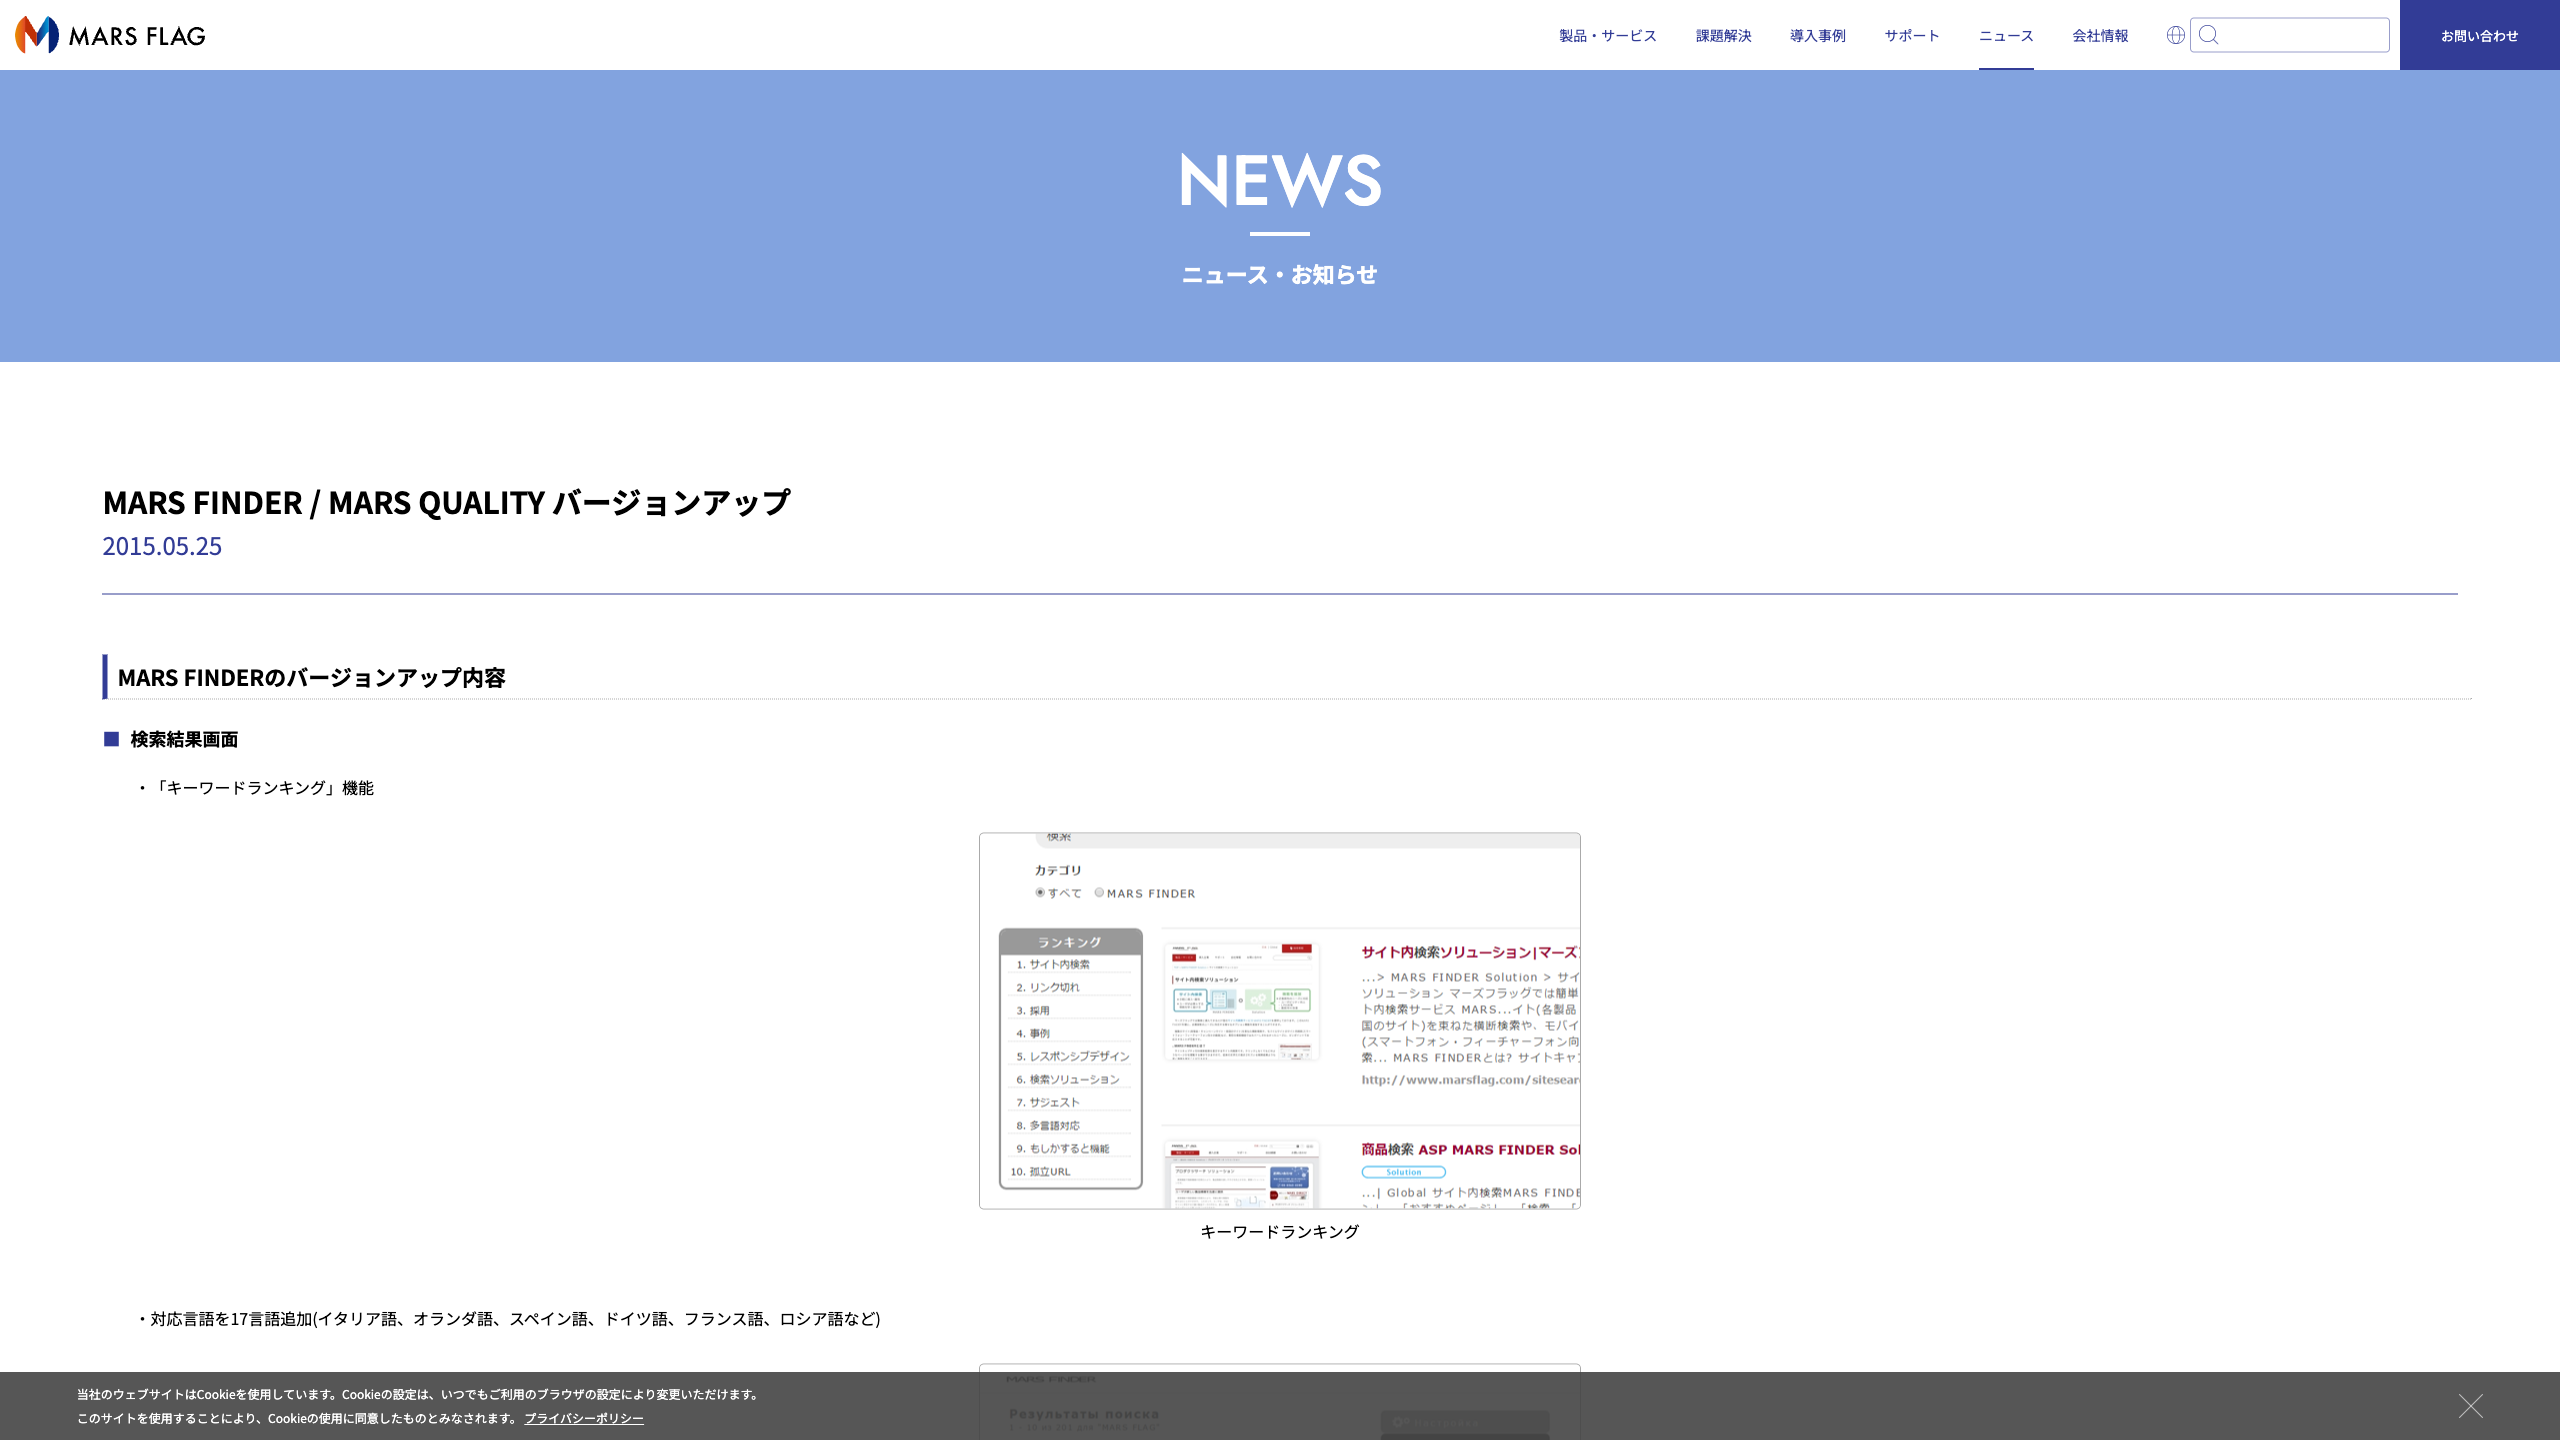 MARS FLAG
製品・サービス
課題解決
導入事例
サポート
ニュース
会社情報
お問い合わせ
NEWS
ニュース・お知らせ
MARS FINDER / MARS QUALITY バージョンアップ
2015.05.25
MARS FINDERのバージョンアップ内容
■ 検索結果画面
・「キーワードランキング」機能
検索
カテゴリ
すべて MARS FINDER
ランキング
1. サイト内検索
2. リンク切れ
3. 採用
4. 事例
5. レスポンシブデザイン
6. 検索ソリューション
7. サジェスト
8. 多言語対応
9. もしかすると機能
10. 孤立URL
サイト内検索ソリューション
サイト内検索ソリューション|マーズ
...> MARS FINDER Solution > サイ
ソリューション マーズフラッグでは簡単
ト内検索サービス MARS...イト(各製品
国のサイト)を束ねた横断検索や、モバイ
(スマートフォン・フィーチャーフォン向
索... MARS FINDERとは? サイトキャ
http://www.marsflag.com/sitesear
商品検索 ASP MARS FINDER Sol
Solution
...| Global サイト内検索MARS FINDE
キーワードランキング
・対応言語を17言語追加(イタリア語、オランダ語、スペイン語、ドイツ語、フランス語、ロシア語など)
MARS FINDER
Результаты поиска
当社のウェブサイトはCookieを使用しています。Cookieの設定は、いつでもご利用のブラウザの設定により変更いただけます。
このサイトを使用することにより、Cookieの使用に同意したものとみなされます。 プライバシーポリシー